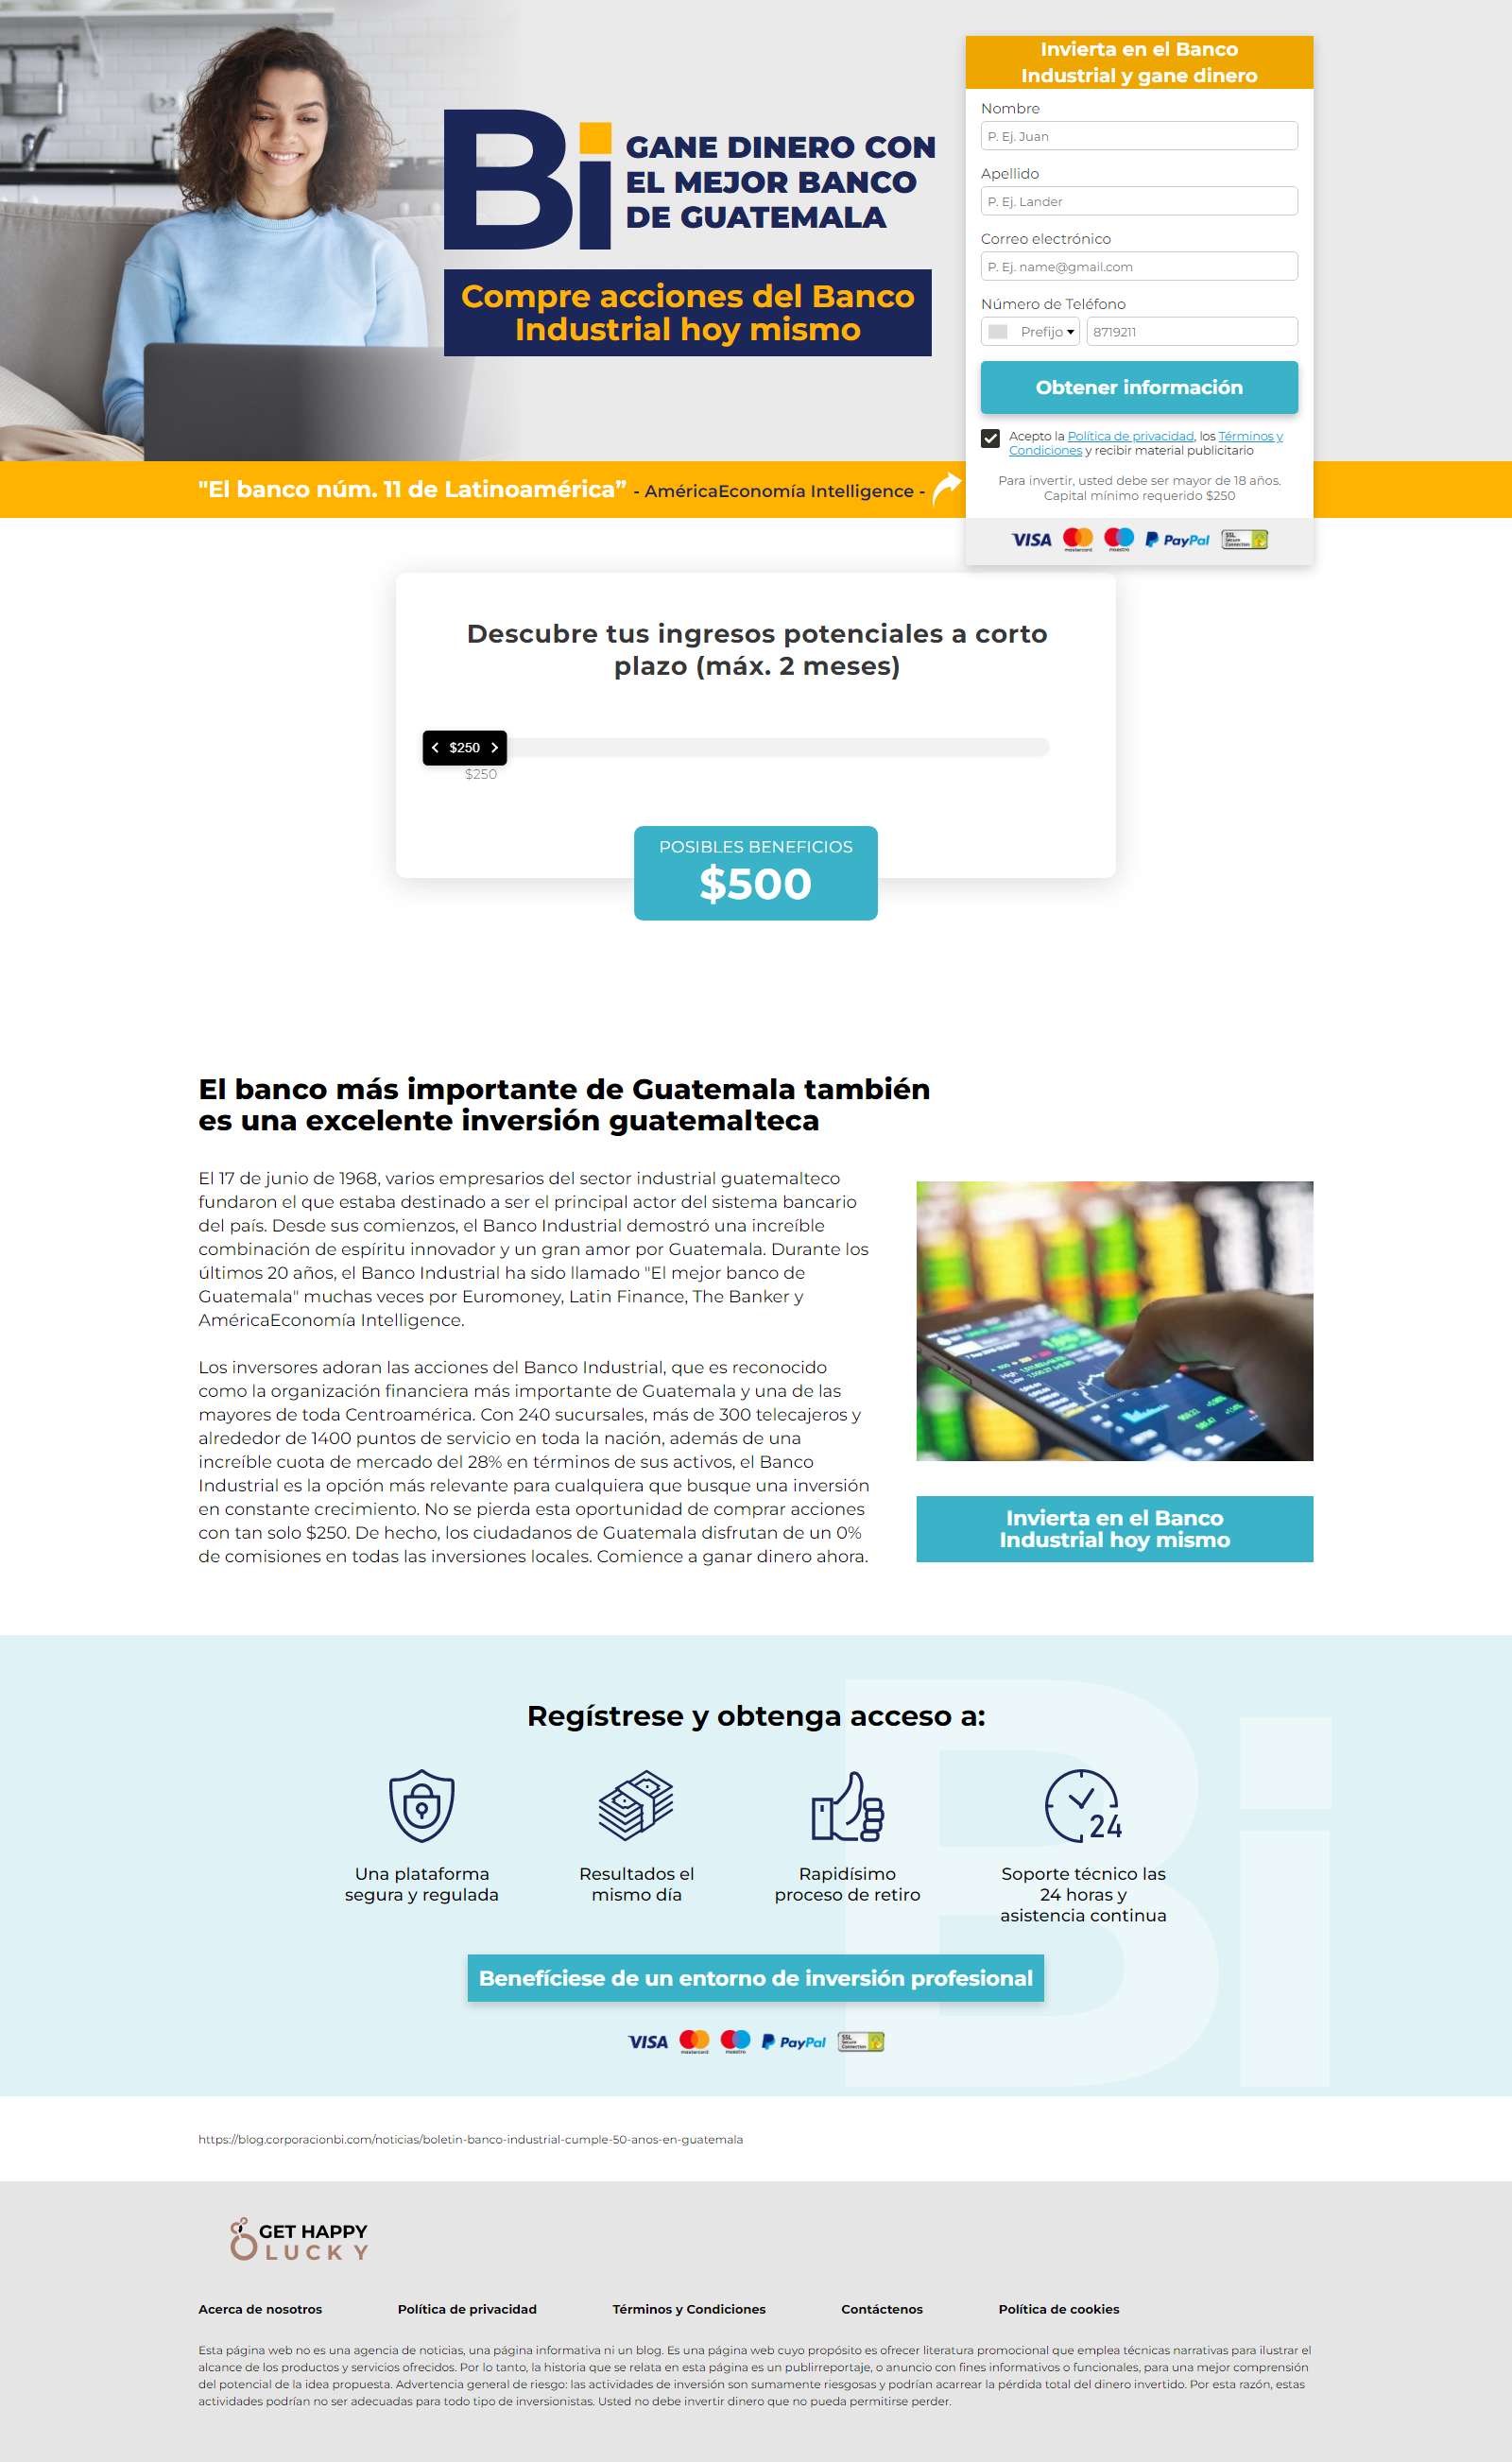 Bi
GANE DINERO CON
EL MEJOR BANCO
DE GUATEMALA
Compre acciones del Banco
Industrial hoy mismo
"El banco núm. 11 de Latinoamérica” - AméricaEconomía Intelligence -
Invierta en el Banco
Industrial y gane dinero
Nombre
P. Ej. Juan
Apellido
P. Ej. Lander
Correo electrónico
P. Ej. name@gmail.com
Número de Teléfono
Prefijo 8719211
Obtener información
Acepto la Política de privacidad, los Términos y
Condiciones y recibir material publicitario
Para invertir, usted debe ser mayor de 18 años.
Capital mínimo requerido $250
VISA mastercard maestro PayPal SSL Secure Connection
Descubre tus ingresos potenciales a corto
plazo (máx. 2 meses)
$250
$250
POSIBLES BENEFICIOS
$500
El banco más importante de Guatemala también
es una excelente inversión guatemalteca
El 17 de junio de 1968, varios empresarios del sector industrial guatemalteco
fundaron el que estaba destinado a ser el principal actor del sistema bancario
del país. Desde sus comienzos, el Banco Industrial demostró una increíble
combinación de espíritu innovador y un gran amor por Guatemala. Durante los
últimos 20 años, el Banco Industrial ha sido llamado "El mejor banco de
Guatemala" muchas veces por Euromoney, Latin Finance, The Banker y
AméricaEconomía Intelligence.
Los inversores adoran las acciones del Banco Industrial, que es reconocido
como la organización financiera más importante de Guatemala y una de las
mayores de toda Centroamérica. Con 240 sucursales, más de 300 telecajeros y
alrededor de 1400 puntos de servicio en toda la nación, además de una
increíble cuota de mercado del 28% en términos de sus activos, el Banco
Industrial es la opción más relevante para cualquiera que busque una inversión
en constante crecimiento. No se pierda esta oportunidad de comprar acciones
con tan solo $250. De hecho, los ciudadanos de Guatemala disfrutan de un 0%
de comisiones en todas las inversiones locales. Comience a ganar dinero ahora.
Invierta en el Banco
Industrial hoy mismo
Bi
Regístrese y obtenga acceso a:
24
Una plataforma
segura y regulada
Resultados el
mismo día
Rapidísimo
proceso de retiro
Soporte técnico las
24 horas y
asistencia continua
Benefíciese de un entorno de inversión profesional
VISA mastercard maestro PayPal SSL Secure Connection
https://blog.corporacionbi.com/noticias/boletin-banco-industrial-cumple-50-anos-en-guatemala
GET HAPPY
LUCKY
Acerca de nosotros Política de privacidad Términos y Condiciones Contáctenos Política de cookies
Esta página web no es una agencia de noticias, una página informativa ni un blog. Es una página web cuyo propósito es ofrecer literatura promocional que emplea técnicas narrativas para ilustrar el
alcance de los productos y servicios ofrecidos. Por lo tanto, la historia que se relata en esta página es un publirreportaje, o anuncio con fines informativos o funcionales, para una mejor comprensión
del potencial de la idea propuesta. Advertencia general de riesgo: las actividades de inversión son sumamente riesgosas y podrían acarrear la pérdida total del dinero invertido. Por esta razón, estas
actividades podrían no ser adecuadas para todo tipo de inversionistas. Usted no debe invertir dinero que no pueda permitirse perder.